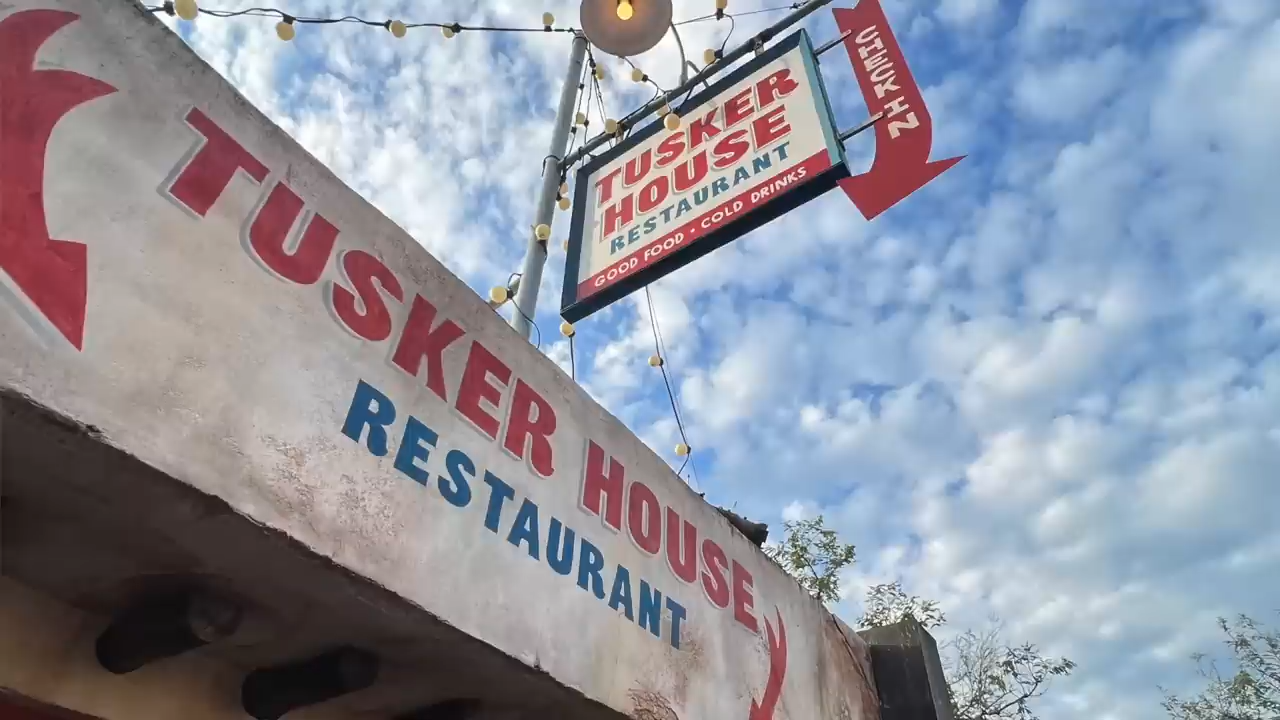 CHECK IN
TUSKER
HOUSE
RESTAURANT
GOOD FOOD · COLD DRINKS
TUSKER HOUSE
RESTAURANT